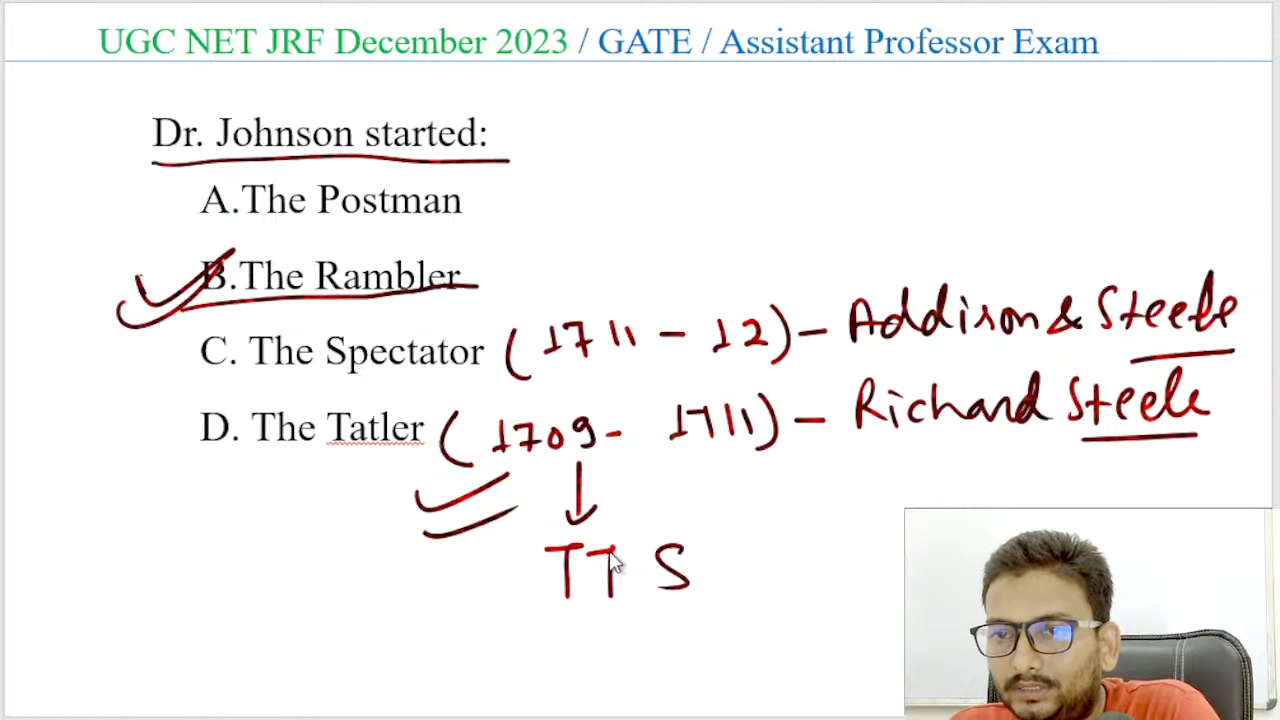 UGC NET JRF December 2023 / GATE / Assistant Professor Exam
Dr. Johnson started:
A.The Postman
B.The Rambler
C. The Spectator (1711 - 12) - Addison & Steele
D. The Tatler (1709 - 1711) - Richard Steele
TT S